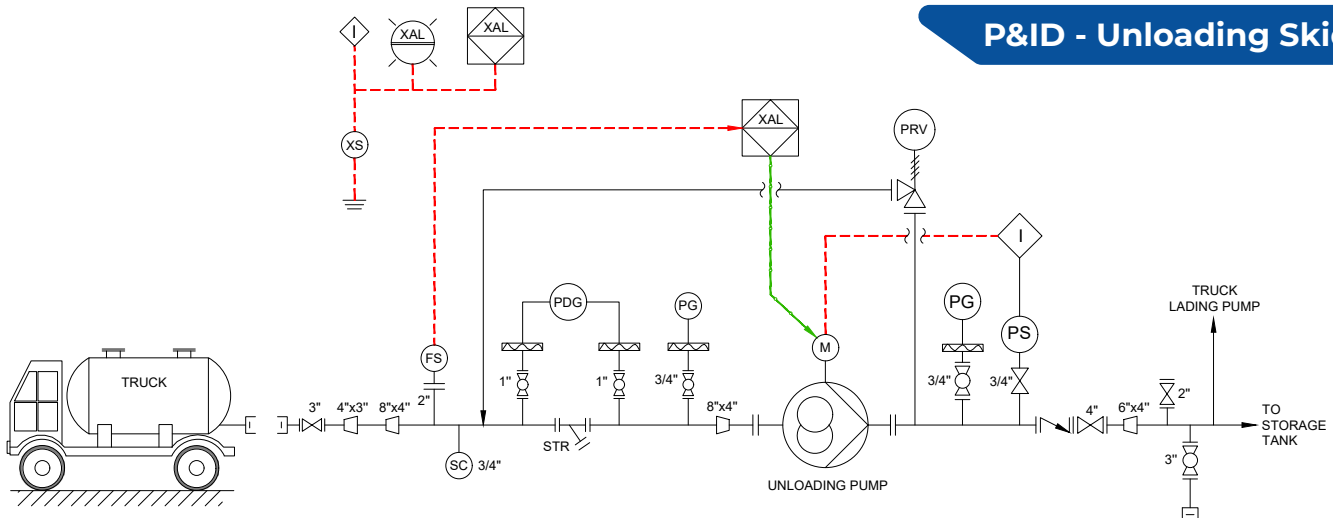 P&ID - Unloading Skid
I
XAL
XAL
XAL
PRV
XS
I
TRUCK
LADING PUMP
PDG
PG
PG
PS
M
FS
TRUCK
1"
1"
3/4"
3/4"
3/4"
3"
4"x3"
8"x4"
2"
8"x4"
4"
6"x4"
2"
TO
STORAGE
TANK
STR
SC
3/4"
3"
UNLOADING PUMP